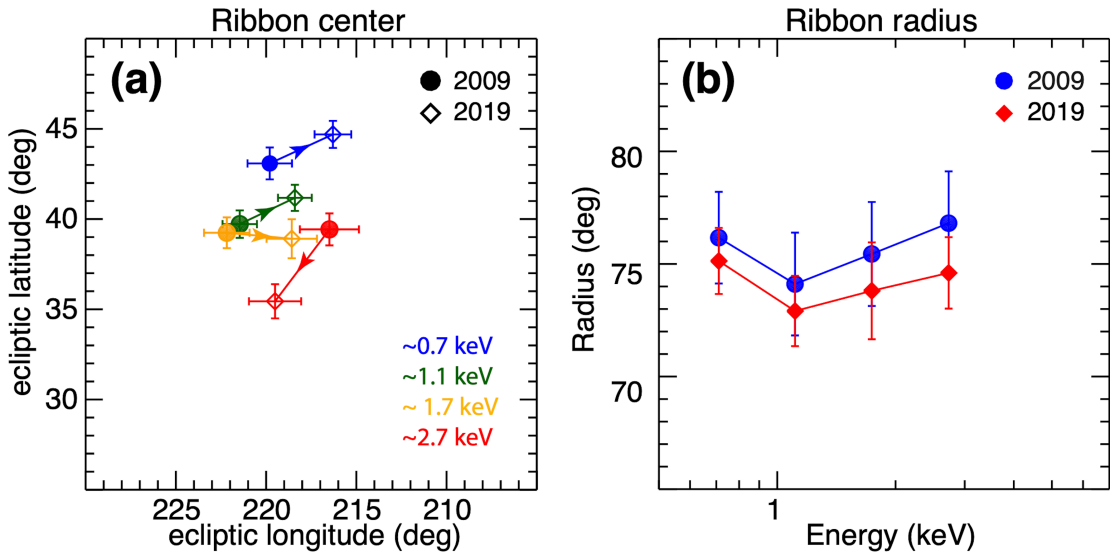 Ribbon center
(a)
2009
2019
45
40
35
30
ecliptic latitude (deg)
~0.7 keV
~1.1 keV
~ 1.7 keV
~2.7 keV
225
220
215
210
ecliptic longitude (deg)
Ribbon radius
(b)
2009
2019
80
75
70
Radius (deg)
1
Energy (keV)